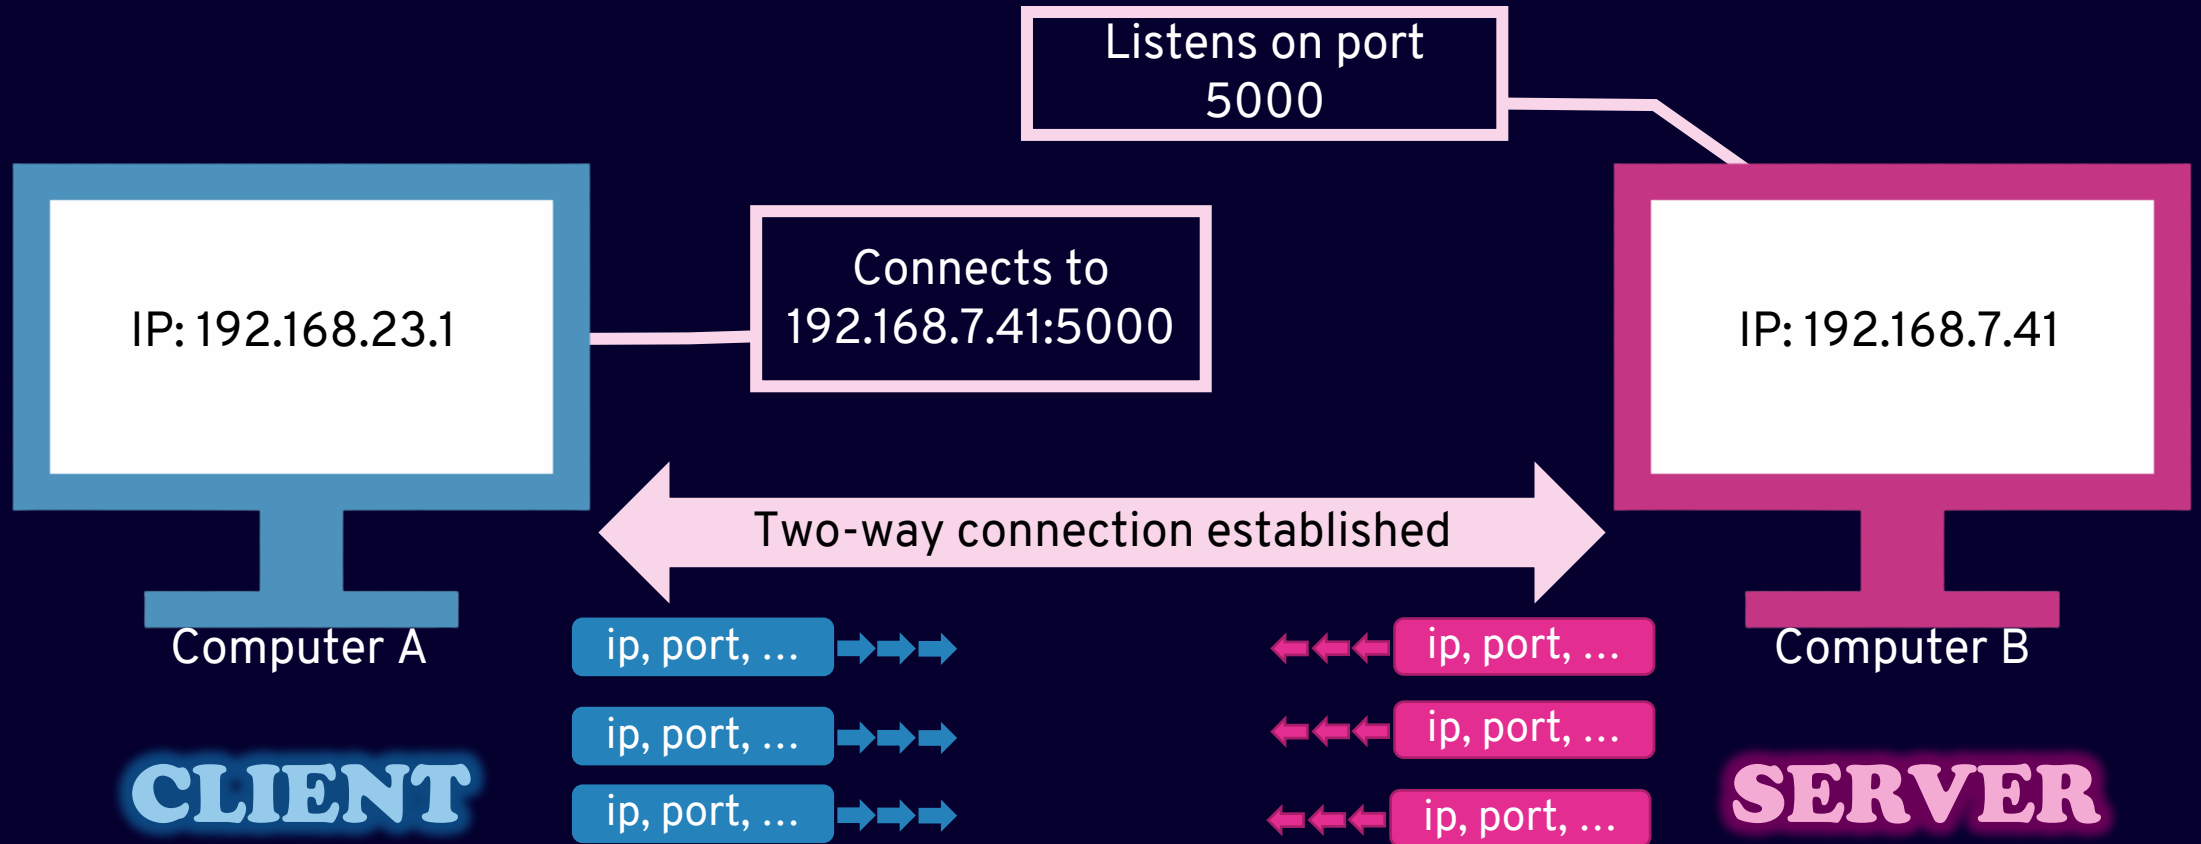 Listens on port
5000
Connects to
192.168.7.41:5000
IP: 192.168.23.1
IP: 192.168.7.41
Two-way connection established
Computer A
Computer B
ip, port, ...
ip, port, ...
ip, port, ...
ip, port, ...
ip, port, ...
ip, port, ...
CLIENT
SERVER